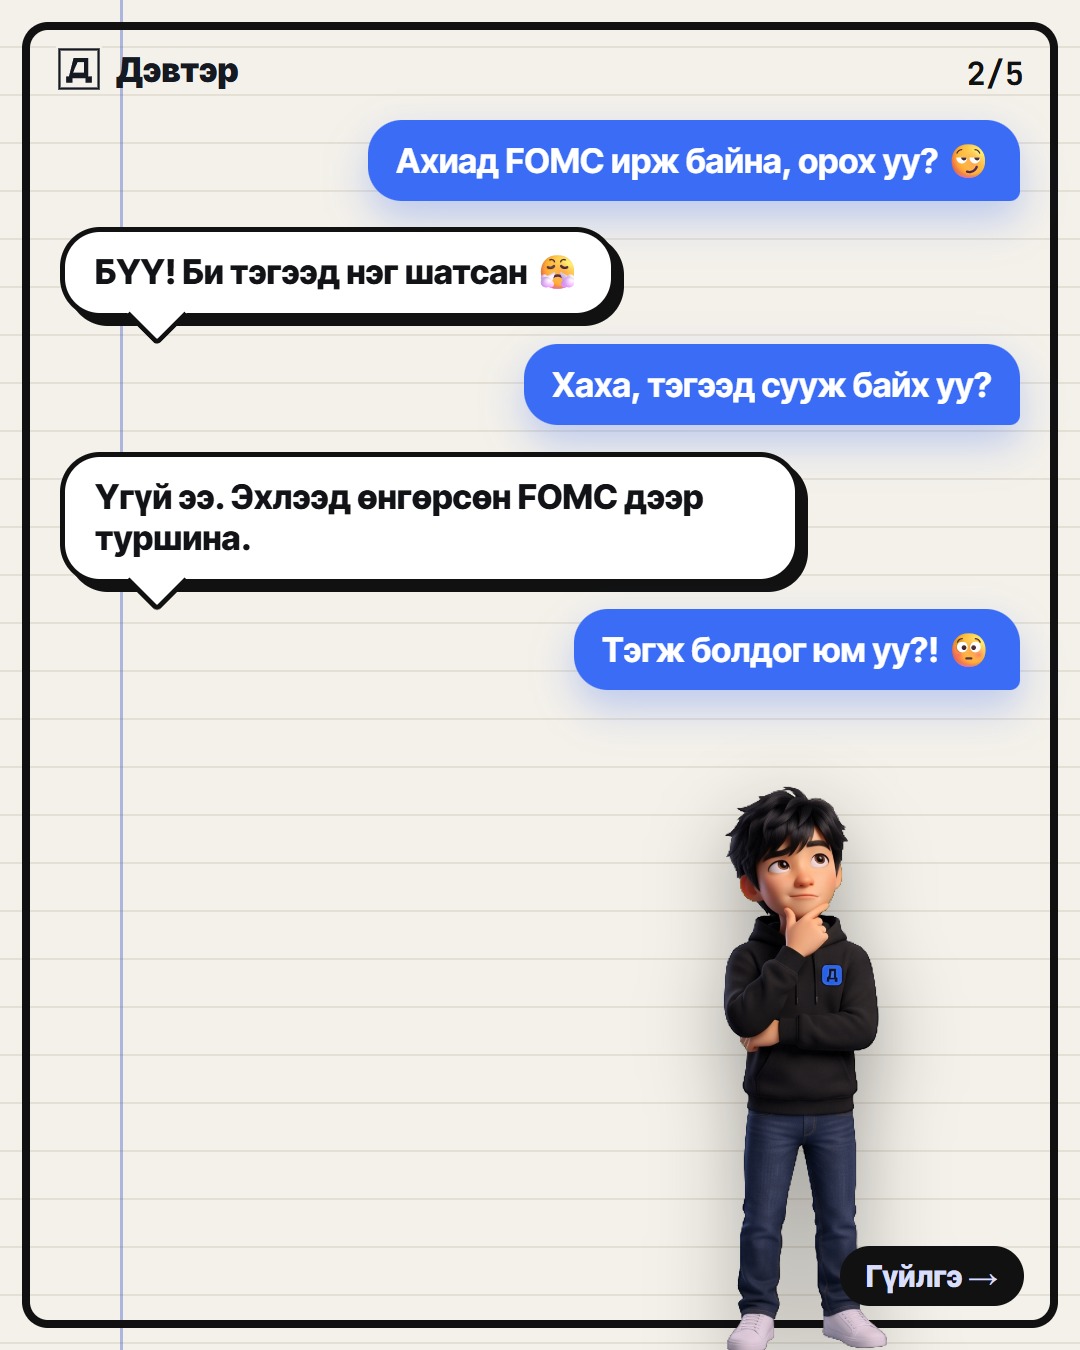 Д Дэвтэр
2/5
Ахиад FOMC ирж байна, орох уу? 😏
БҮҮ! Би тэгээд нэг шатсан 😤
Хаха, тэгээд сууж байх уу?
Үгүй ээ. Эхлээд өнгөрсөн FOMC дээр
туршина.
Тэгж болдог юм уу?! 😳
Д
Гүйлгэ →